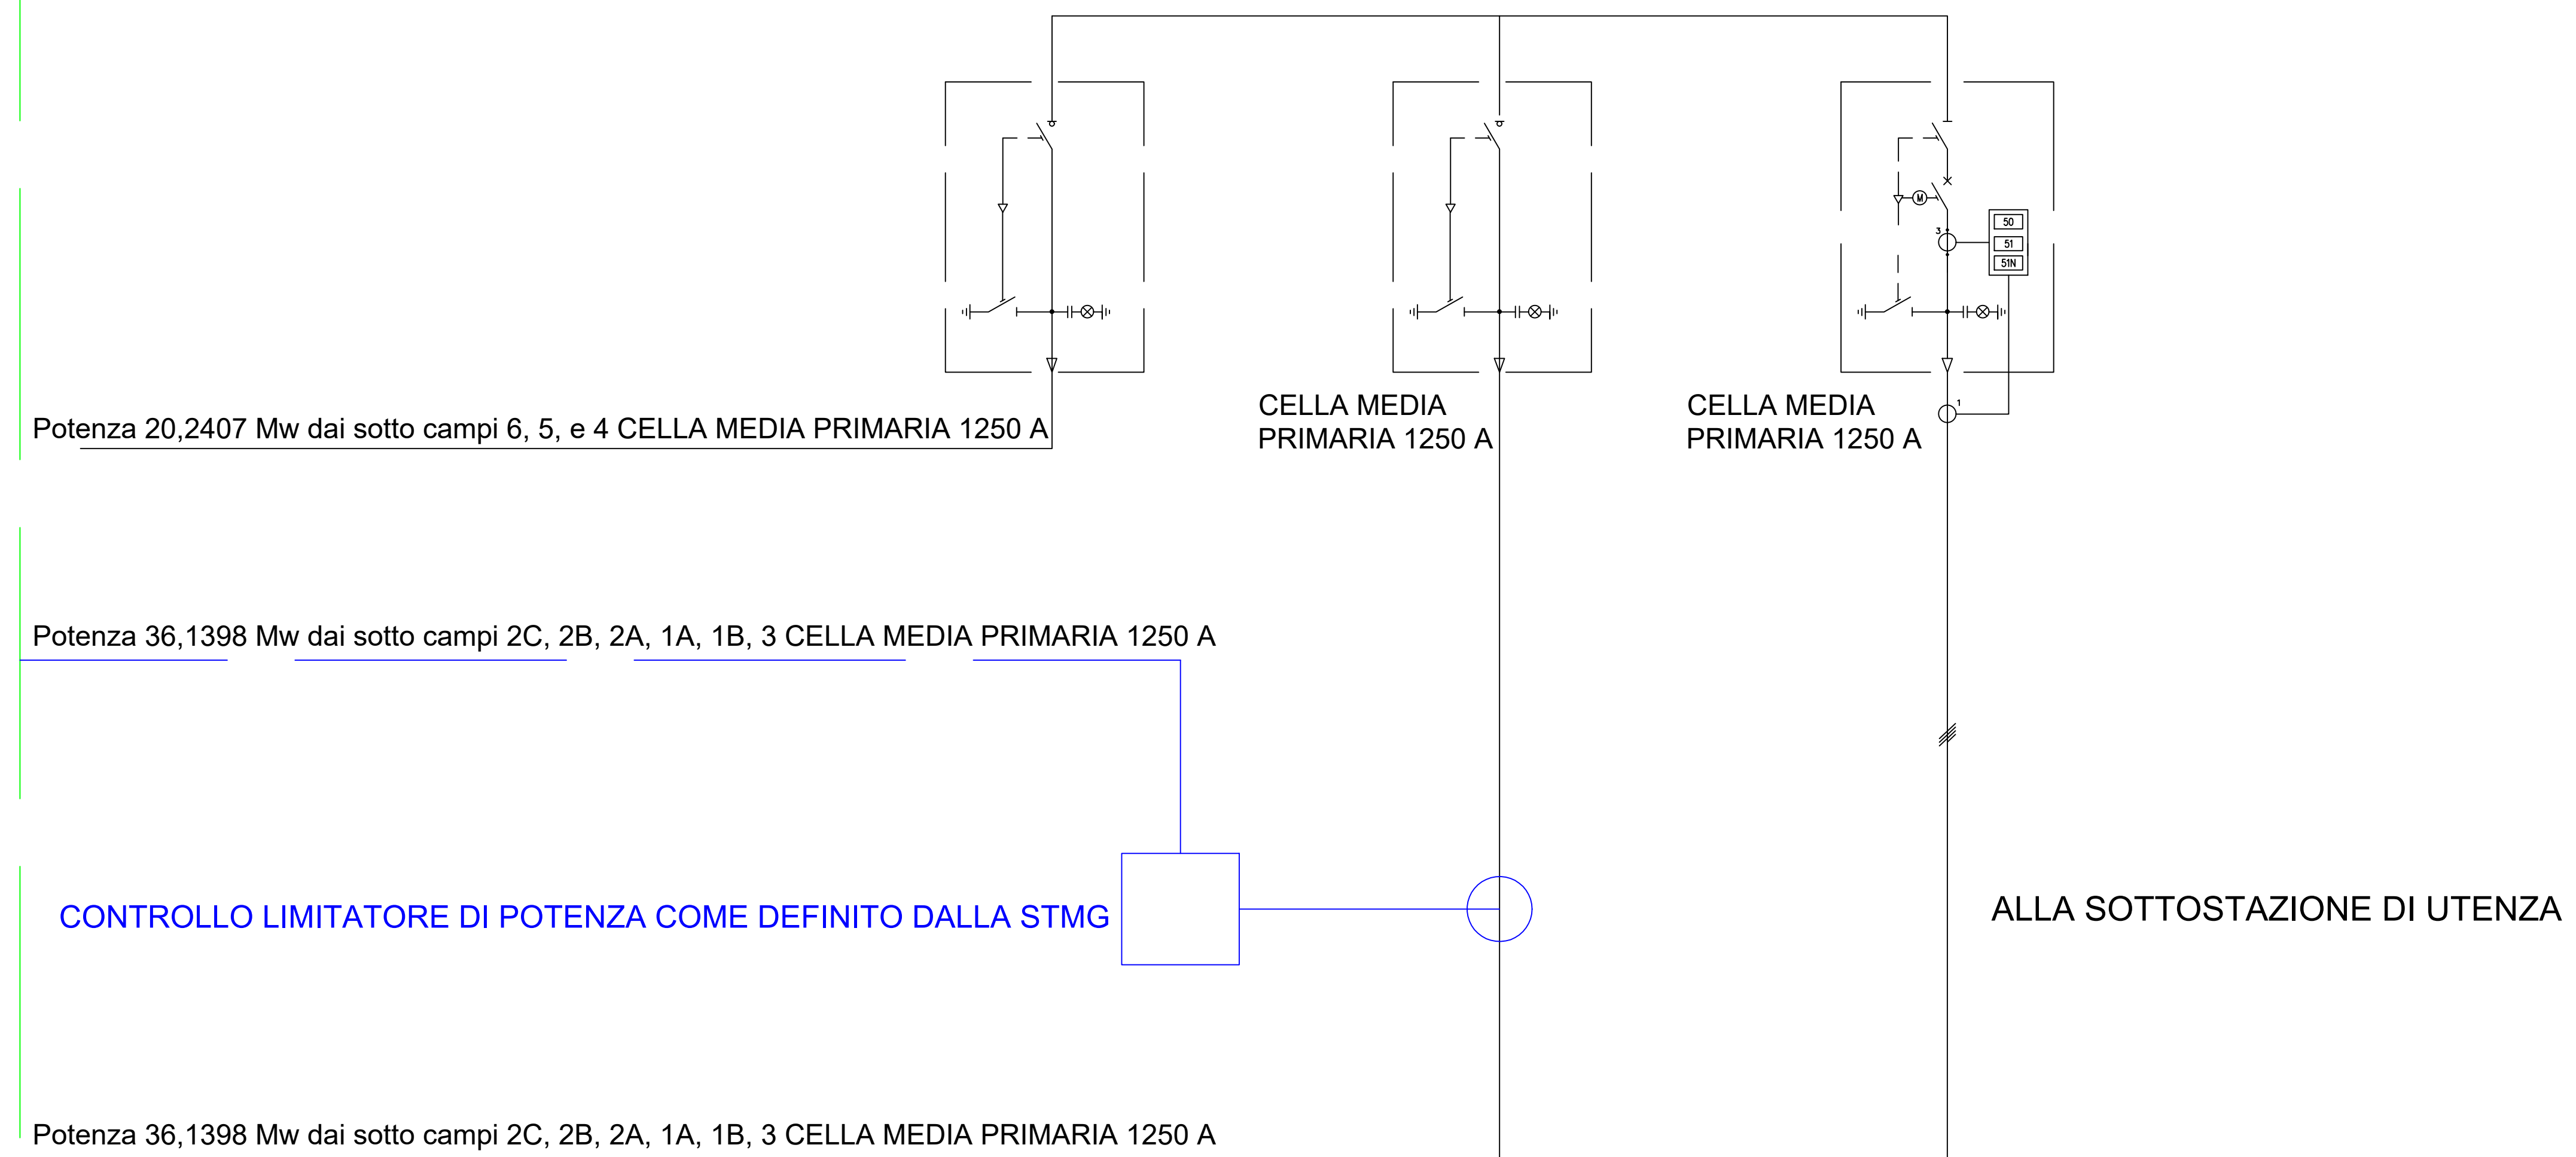 M
50
3
51
51N
CELLA MEDIA
PRIMARIA 1250 A
CELLA MEDIA
PRIMARIA 1250 A
1
Potenza 20,2407 Mw dai sotto campi 6, 5, e 4 CELLA MEDIA PRIMARIA 1250 A
Potenza 36,1398 Mw dai sotto campi 2C, 2B, 2A, 1A, 1B, 3 CELLA MEDIA PRIMARIA 1250 A
CONTROLLO LIMITATORE DI POTENZA COME DEFINITO DALLA STMG
ALLA SOTTOSTAZIONE DI UTENZA
Potenza 36,1398 Mw dai sotto campi 2C, 2B, 2A, 1A, 1B, 3 CELLA MEDIA PRIMARIA 1250 A